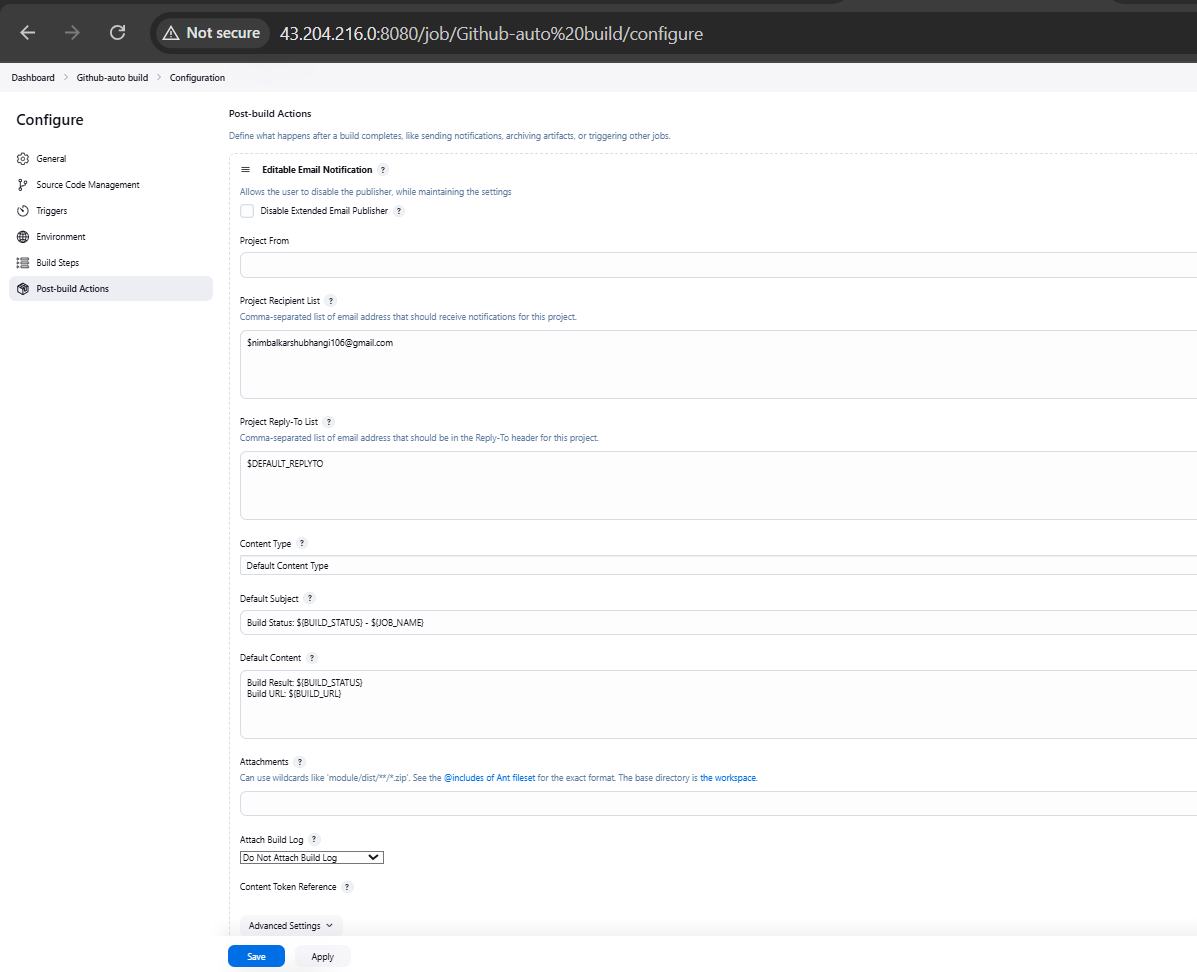 Not secure
43.204.216.0:8080/job/Github-auto%20build/configure
Dashboard > Github-auto build > Configuration
Configure
General
Source Code Management
Triggers
Environment
Build Steps
Post-build Actions
Post-build Actions
Define what happens after a build completes, like sending notifications, archiving artifacts, or triggering other jobs.
Editable Email Notification ?
Allows the user to disable the publisher, while maintaining the settings
Disable Extended Email Publisher ?
Project From
Project Recipient List ?
Comma-separated list of email address that should receive notifications for this project.
$nimbalkarshubhangi106@gmail.com
Project Reply-To List ?
Comma-separated list of email address that should be in the Reply-To header for this project.
$DEFAULT_REPLYTO
Content Type ?
Default Content Type
Default Subject ?
Build Status: ${BUILD_STATUS} - ${JOB_NAME}
Default Content ?
Build Result: ${BUILD_STATUS}
Build URL: ${BUILD_URL}
Attachments ?
Can use wildcards like 'module/dist/**/*.zip'. See the @includes of Ant fileset for the exact format. The base directory is the workspace.
Attach Build Log ?
Do Not Attach Build Log
Content Token Reference ?
Advanced Settings
Save
Apply